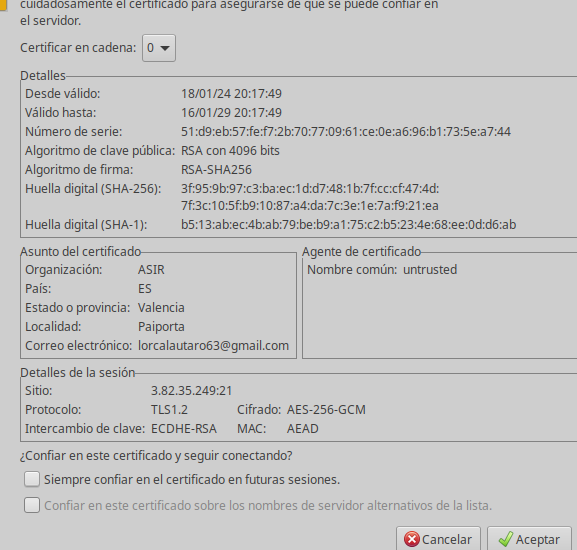 cuidadosamente el certificado para asegurarse de que se puede confiar en
el servidor.
Certificar en cadena: 0
Detalles
Desde válido: 18/01/24 20:17:49
Válido hasta: 16/01/29 20:17:49
Número de serie: 51:d9:eb:57:fe:f7:2b:70:77:09:61:ce:0e:a6:96:b1:73:5e:a7:44
Algoritmo de clave pública: RSA con 4096 bits
Algoritmo de firma: RSA-SHA256
Huella digital (SHA-256): 3f:95:9b:97:c3:ba:ec:1d:d7:48:1b:7f:cc:cf:47:4d:
7f:3c:10:5f:b9:10:87:a4:da:7c:3e:1e:7a:f9:21:ea
Huella digital (SHA-1): b5:13:ab:ec:4b:ab:79:be:b9:a1:75:c2:b5:23:4e:68:ee:0d:d6:ab
Asunto del certificado
Organización: ASIR
País: ES
Estado o provincia: Valencia
Localidad: Paiporta
Correo electrónico: lorcalautaro63@gmail.com
Agente de certificado
Nombre común: untrusted
Detalles de la sesión
Sitio: 3.82.35.249:21
Protocolo: TLS1.2 Cifrado: AES-256-GCM
Intercambio de clave: ECDHE-RSA MAC: AEAD
¿Confiar en este certificado y seguir conectando?
Siempre confiar en el certificado en futuras sesiones.
Confiar en este certificado sobre los nombres de servidor alternativos de la lista.
Cancelar Aceptar